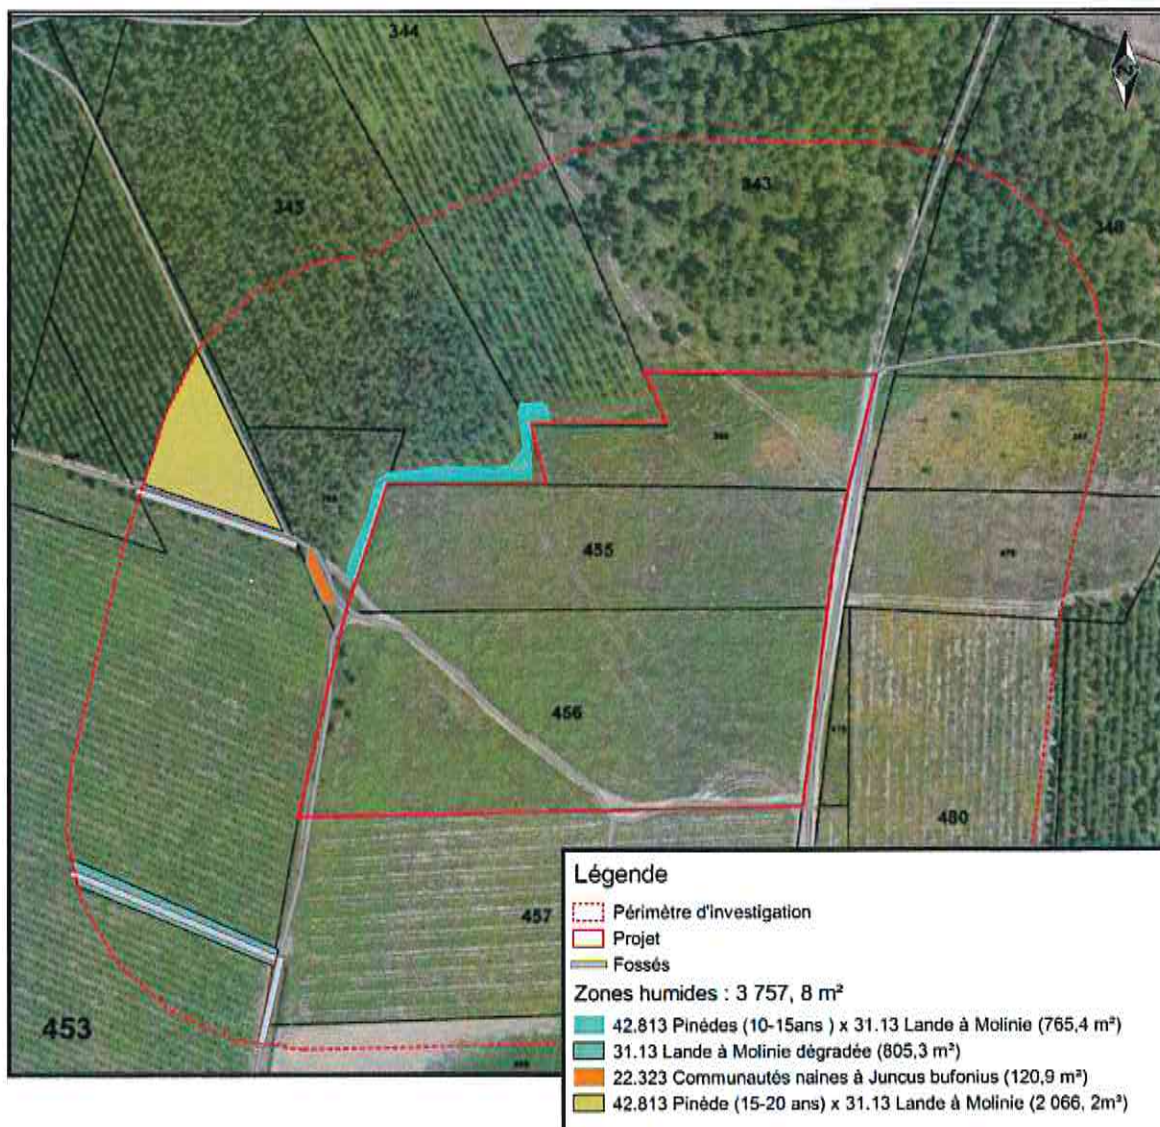 344
N
345
343
348
455
456
480
457
453
Légende
Périmètre d'investigation
Projet
Fossés
Zones humides : 3 757, 8 m²
42.813 Pinèdes (10-15ans ) x 31.13 Lande à Molinie (765,4 m²)
31.13 Lande à Molinie dégradée (805,3 m²)
22.323 Communautés naines à Juncus bufonius (120,9 m²)
42.813 Pinède (15-20 ans) x 31.13 Lande à Molinie (2 066, 2m²)